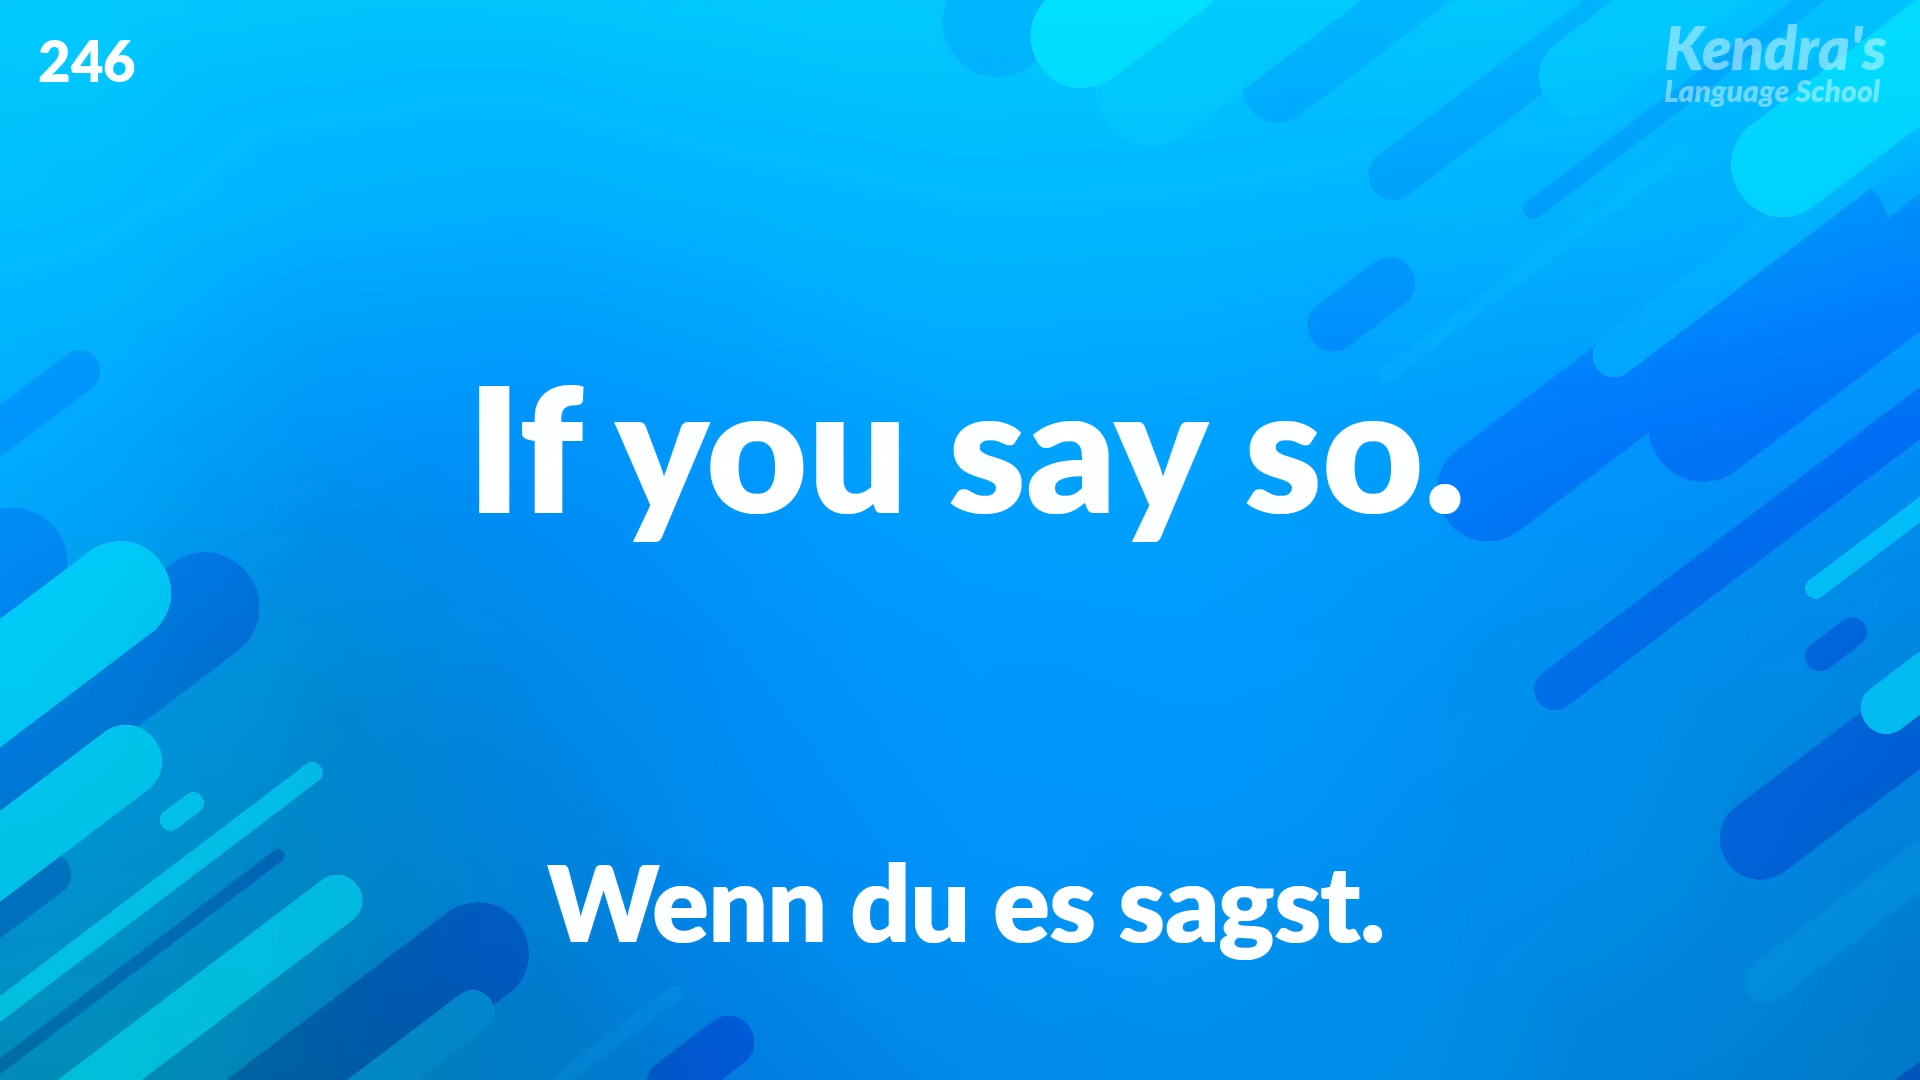 246
Kendra's
Language School
If you say so.
Wenn du es sagst.